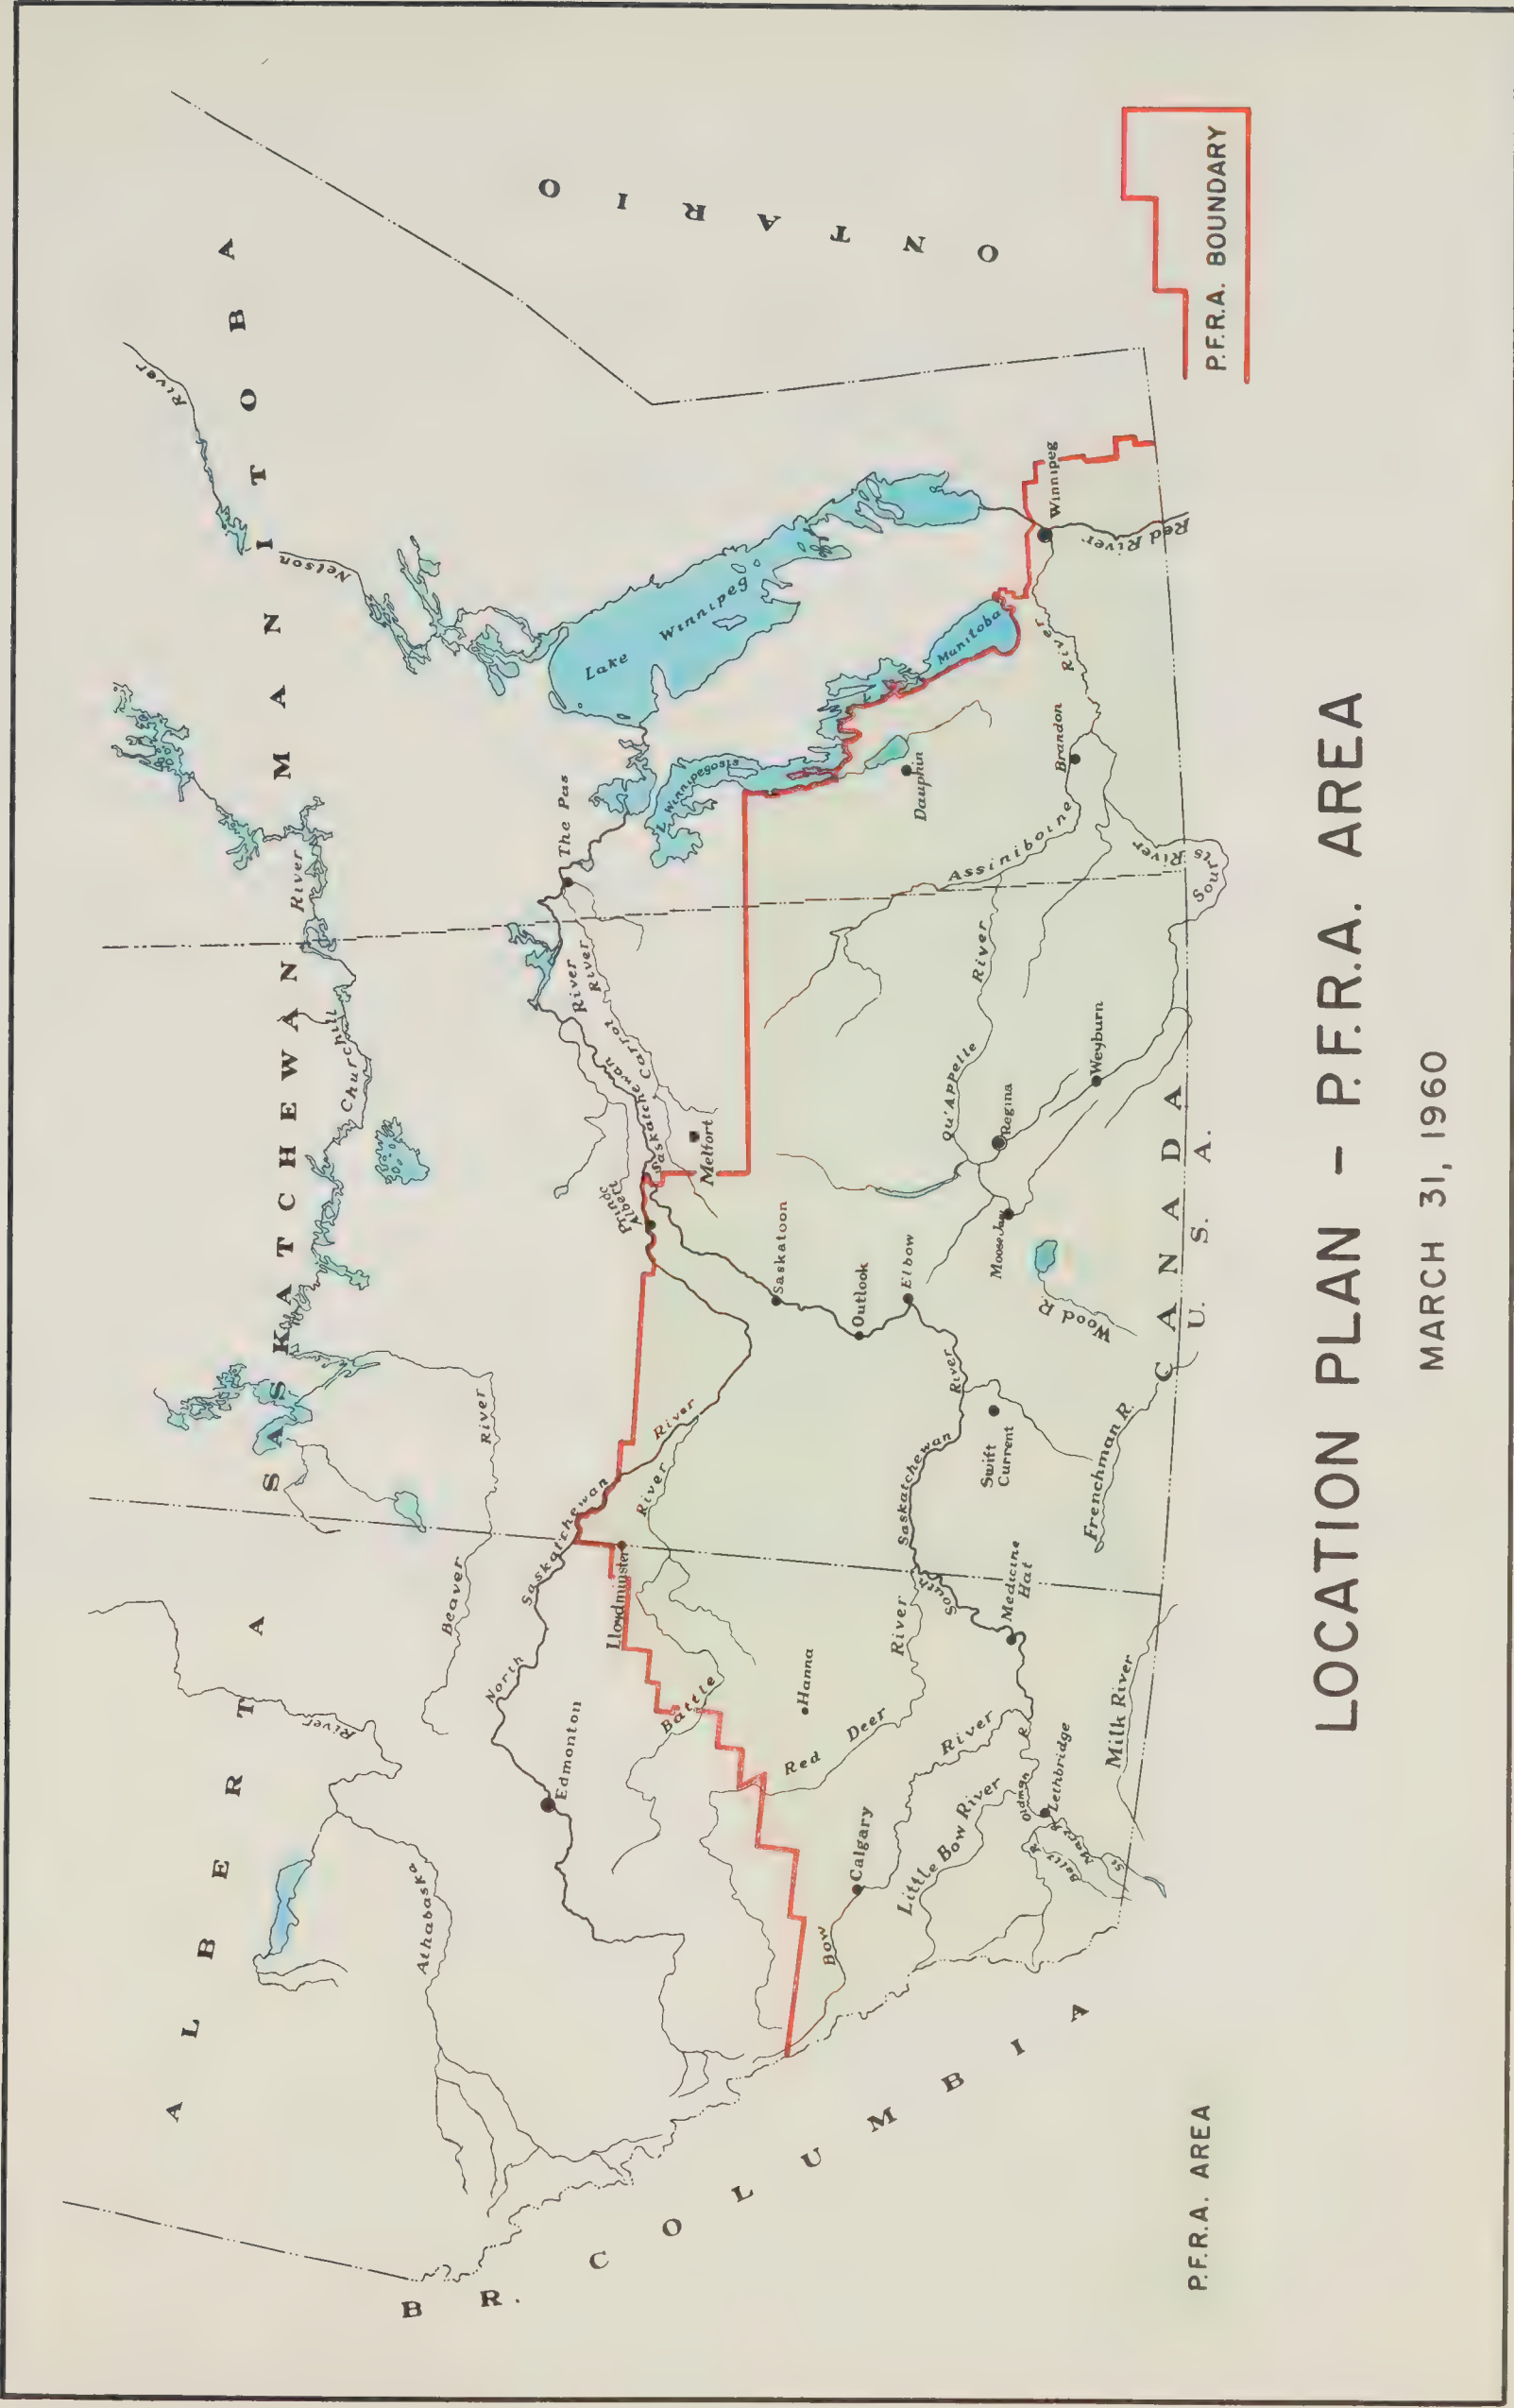 ALBERTA
SASKATCHEWAN
MANITOBA
ONTARIO
BR. COLUMBIA
CANADA
U. S. A.
Athabaska
River
Beaver
River
Churchill
River
Nelson
River
North
Saskatchewan
River
Saskatchewan
River
Carrot
River
The Pas
Lake Winnipeg
L. Winnipegosis
Manitoba
Edmonton
Lloydminster
Prince
Albert
Melfort
Battle
River
Hanna
Saskatoon
Outlook
Elbow
Dauphin
Red Deer
River
Bow
River
Calgary
Little Bow River
Oldman R.
Lethbridge
Belly R.
St. Mary R.
Milk River
Medicine
Hat
South
Saskatchewan
River
Swift
Current
Frenchman R.
Wood R.
Moose Jaw
Regina
Qu'Appelle
River
Weyburn
Assiniboine
River
Brandon
Souris
River
Winnipeg
Red River
P.F.R.A. AREA
P.F.R.A. BOUNDARY
LOCATION PLAN – P.F.R.A. AREA
MARCH 31, 1960